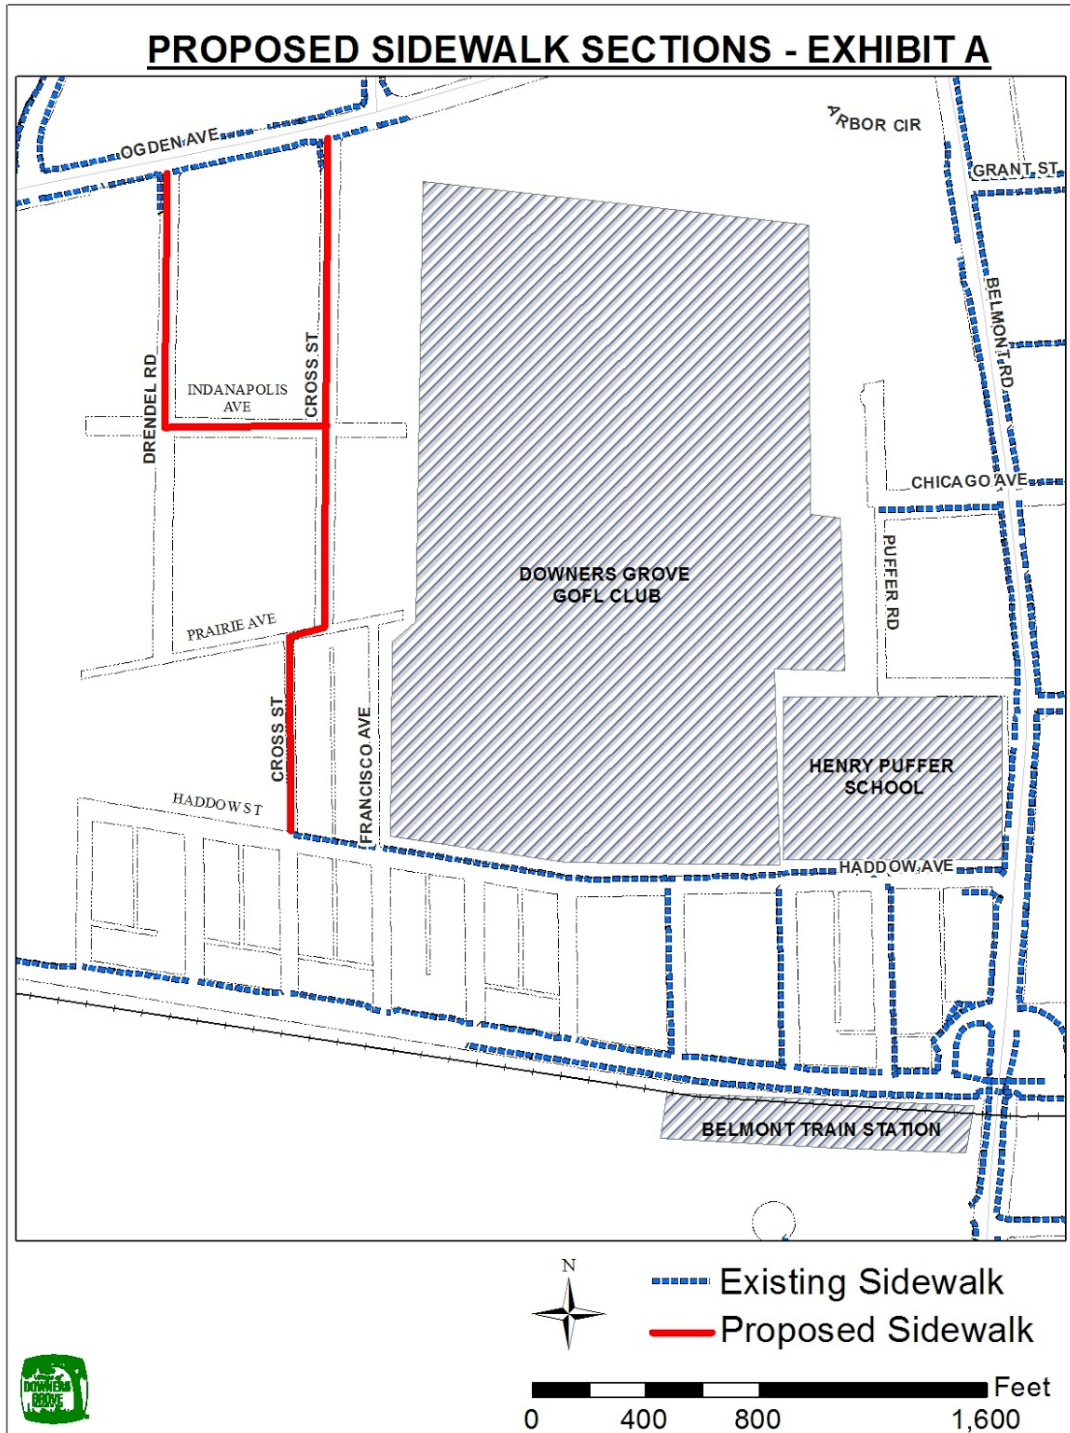 PROPOSED SIDEWALK SECTIONS - EXHIBIT A
OGDEN AVE
ARBOR CIR
GRANT ST
BELMONT RD
DRENDEL RD
INDANAPOLIS
AVE
CROSS ST
CHICAGO AVE
PUFFER RD
DOWNERS GROVE
GOFL CLUB
PRAIRIE AVE
CROSS ST
FRANCISCO AVE
HENRY PUFFER
SCHOOL
HADDOW ST
HADDOW AVE
BELMONT TRAIN STATION
N
Existing Sidewalk
Proposed Sidewalk
Feet
0 400 800 1,600
DOWNERS
GROVE